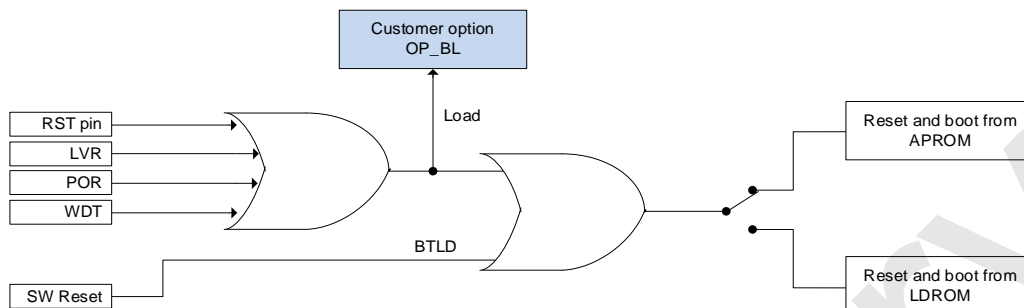 Customer option
OP_BL
Load
RST pin
LVR
POR
WDT
BTLD
SW Reset
Reset and boot from
APROM
Reset and boot from
LDROM